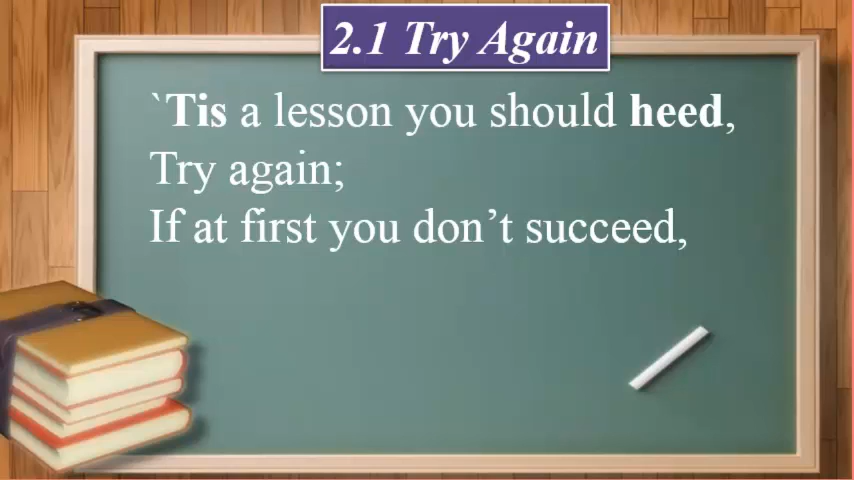 2.1 Try Again
`Tis a lesson you should heed,
Try again;
If at first you don’t succeed,